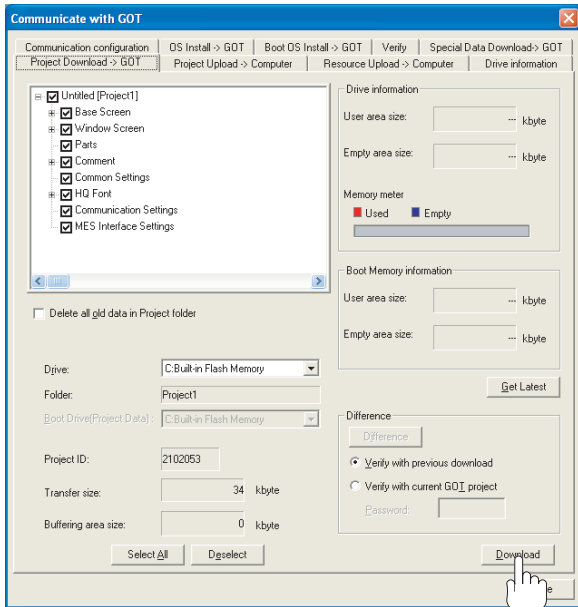 Communicate with GOT
Communication configuration OS Install -> GOT Boot OS Install -> GOT Verify Special Data Download-> GOT
Project Download -> GOT Project Upload -> Computer Resource Upload -> Computer Drive information
Untitled [Project1]
Base Screen
Window Screen
Parts
Comment
Common Settings
HQ Font
Communication Settings
MES Interface Settings
Delete all old data in Project folder
Drive: C:Built-in Flash Memory
Folder: Project1
Boot Drive(Project Data) : C:Built-in Flash Memory
Project ID: 2102053
Transfer size: 34 kbyte
Buffering area size: 0 kbyte
Select All Deselect
Drive information
User area size: --- kbyte
Empty area size: --- kbyte
Memory meter
Used Empty
Boot Memory information
User area size: --- kbyte
Empty area size: --- kbyte
Get Latest
Difference
Difference
Verify with previous download
Verify with current GOT project
Password:
Download